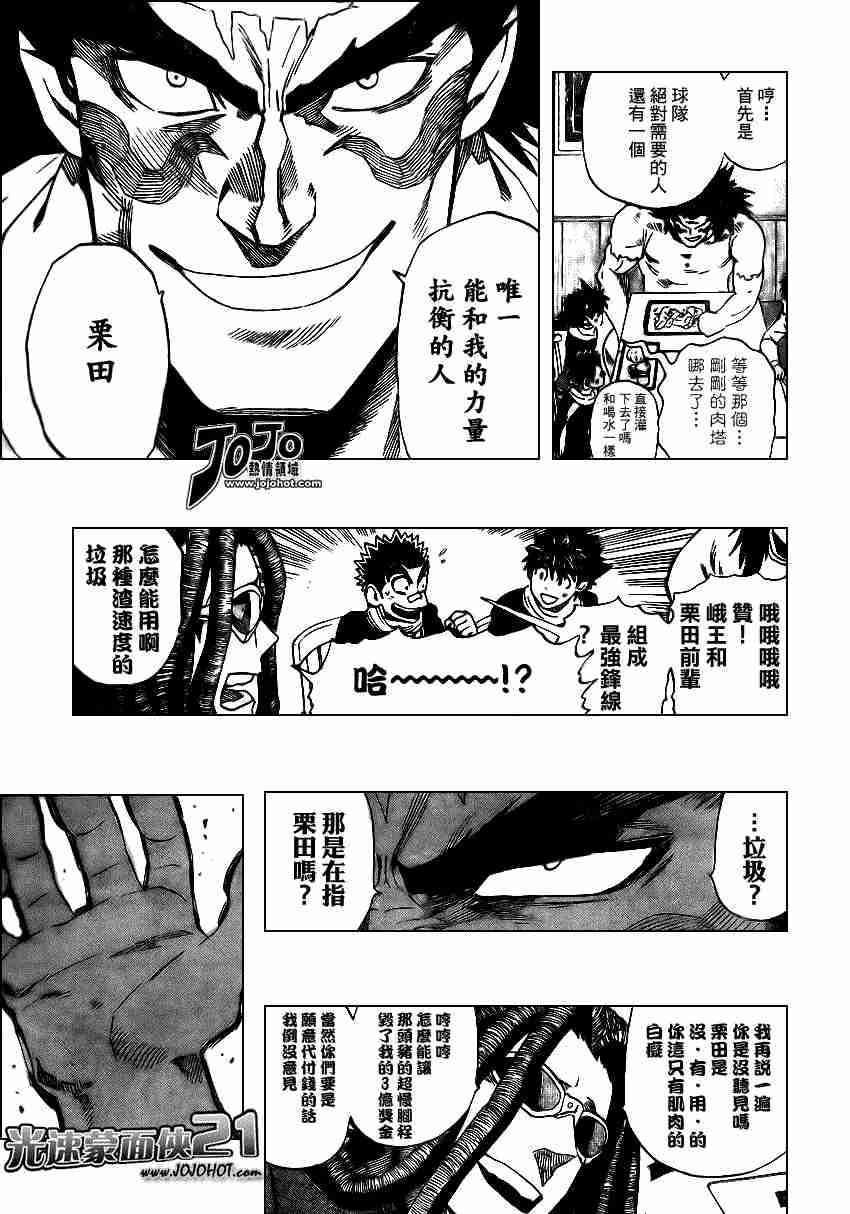 哼…
首先是
球隊
絕對需要的人
還有一個
等等那個…
剛剛的肉塔
哪去了…
直接灌
下去了嗎
和喝水一樣
唯一
能和我的力量
抗衡的人
栗田
JOJO
熱情領域
www.jojohot.com
哦哦哦哦
贊！
峨王和
栗田前輩
組成
最強鋒線
？
哈～～～～～!?
怎麼能用啊
那種渣速度的
垃圾
…垃圾？
那是在指
栗田嗎？
我再說一遍
你是沒聽見嗎
栗田是
沒．有．用．的
你這只有肌肉的
白癡
哼哼哼
怎麼能讓
那頭豬的超慢腳程
毀了我的3億獎金
當然你們要是
願意代付錢的話
我倒沒意見
光速蒙面俠21
www.JOJOHOT.com